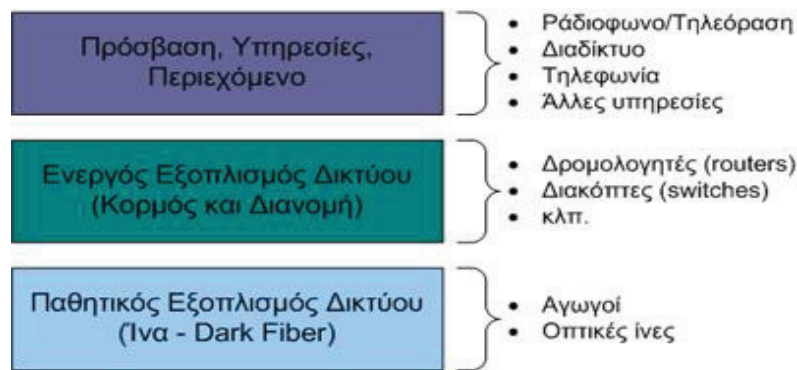 Πρόσβαση, Υπηρεσίες,
Περιεχόμενο
• Ράδιοφωνο/Τηλεόραση
• Διαδίκτυο
• Τηλεφωνία
• Άλλες υπηρεσίες
Ενεργός Εξοπλισμός Δικτύου
(Κορμός και Διανομή)
• Δρομολογητές (routers)
• Διακόπτες (switches)
• κλπ.
Παθητικός Εξοπλισμός Δικτύου
(Ίνα - Dark Fiber)
• Αγωγοί
• Οπτικές ίνες